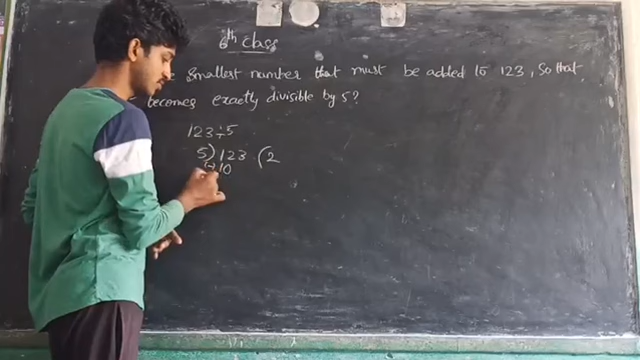 6th class
Smallest number that must be added to 123, So that
becomes exactly divisible by 5?
123÷5
5) 123 (2
(-) 10